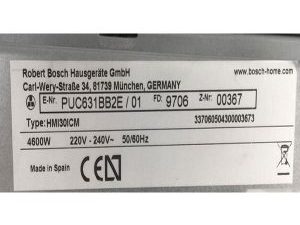 Robert Bosch Hausgeräte GmbH www.bosch-home.com
Carl-Wery-Straße 34, 81739 München, GERMANY
E-Nr. PUC631BB2E / 01 FD: 9706 Z-Nr: 00367
Type: HMI30ICM 337060504300003673
4600W 220V - 240V~ 50/60Hz
Made in Spain
CE